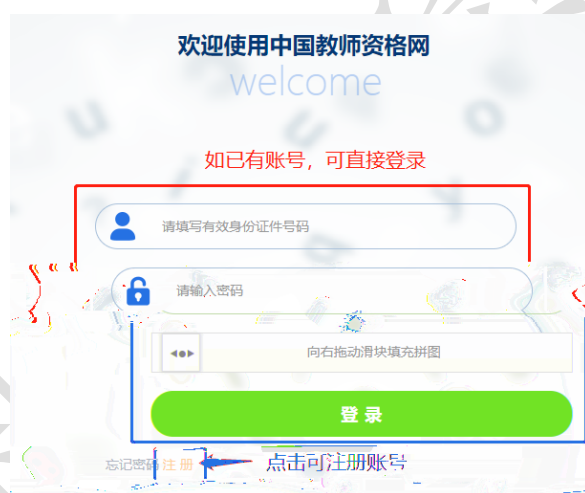 欢迎使用中国教师资格网
welcome
如已有账号，可直接登录
请填写有效身份证件号码
请输入密码
向右拖动滑块填充拼图
登录
忘记密码 注册 点击可注册账号